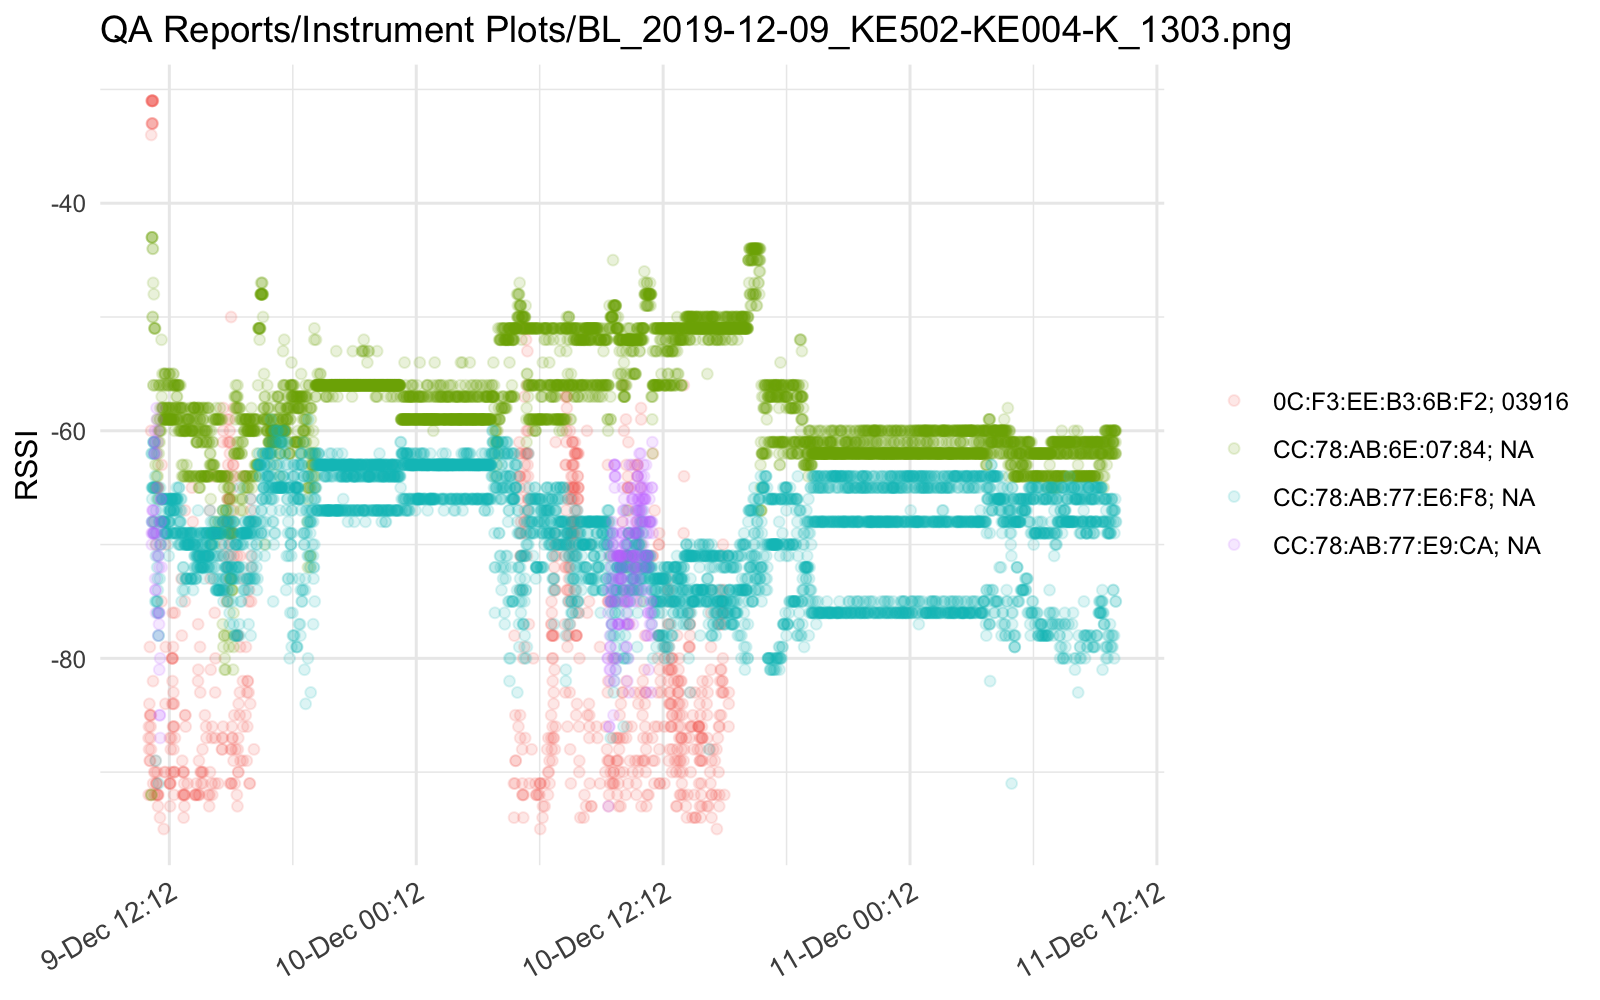 QA Reports/Instrument Plots/BL_2019-12-09_KE502-KE004-K_1303.png
RSSI
-40
-60
-80
9-Dec 12:12
10-Dec 00:12
10-Dec 12:12
11-Dec 00:12
11-Dec 12:12
0C:F3:EE:B3:6B:F2; 03916
CC:78:AB:6E:07:84; NA
CC:78:AB:77:E6:F8; NA
CC:78:AB:77:E9:CA; NA